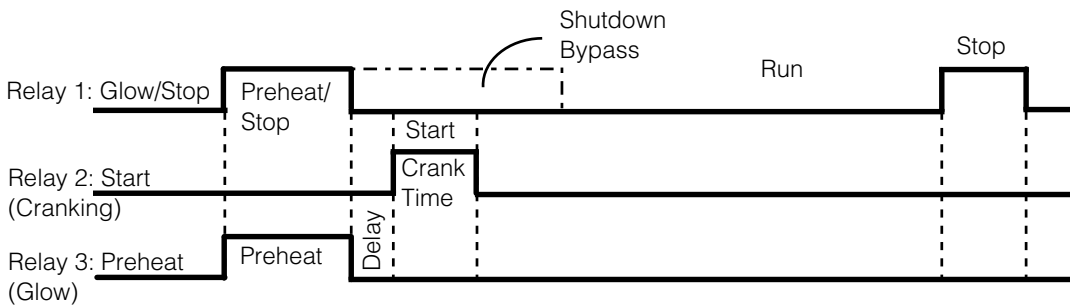 Shutdown
Bypass
Stop
Run
Relay 1: Glow/Stop
Preheat/
Stop
Start
Relay 2: Start
(Cranking)
Crank
Time
Delay
Relay 3: Preheat
(Glow)
Preheat